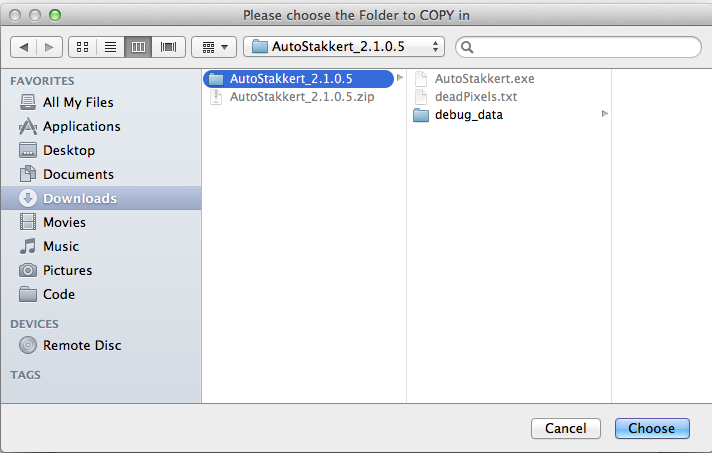 Please choose the Folder to COPY in
AutoStakkert_2.1.0.5
FAVORITES
All My Files
Applications
Desktop
Documents
Downloads
Movies
Music
Pictures
Code
DEVICES
Remote Disc
TAGS
AutoStakkert_2.1.0.5
AutoStakkert_2.1.0.5.zip
AutoStakkert.exe
deadPixels.txt
debug_data
Cancel
Choose